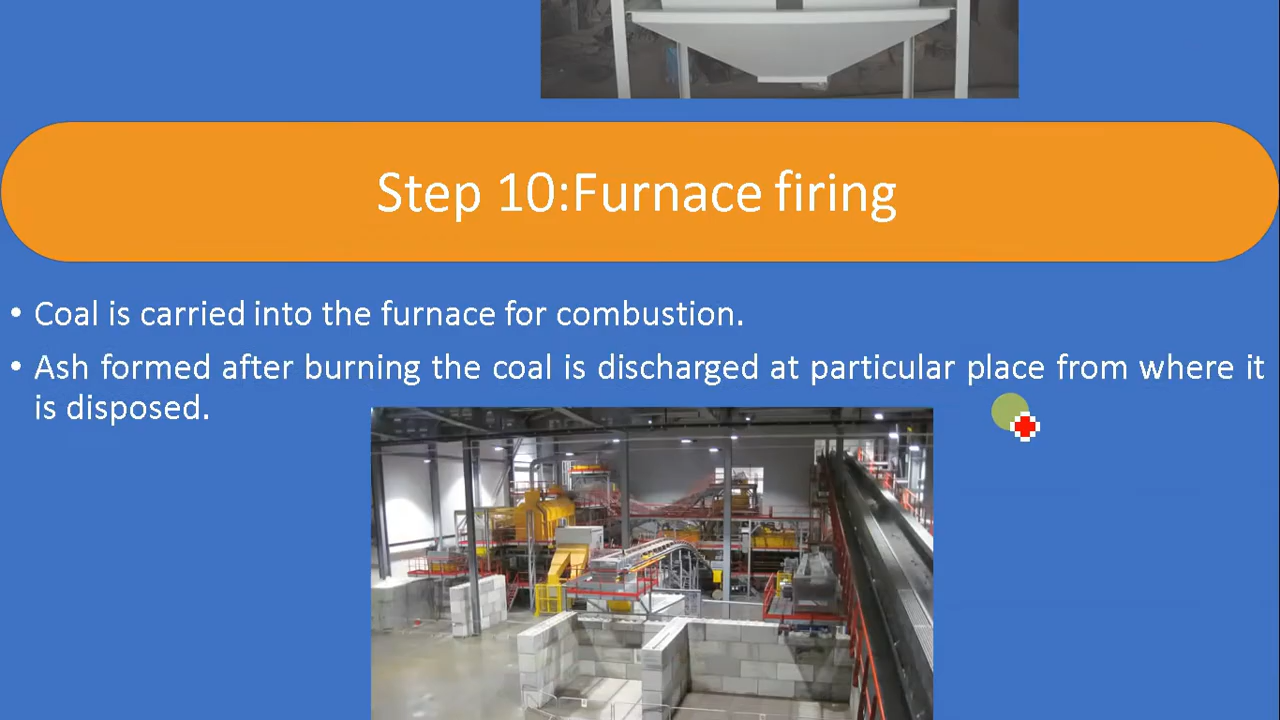 Step 10:Furnace firing
• Coal is carried into the furnace for combustion.
• Ash formed after burning the coal is discharged at particular place from where it
is disposed.